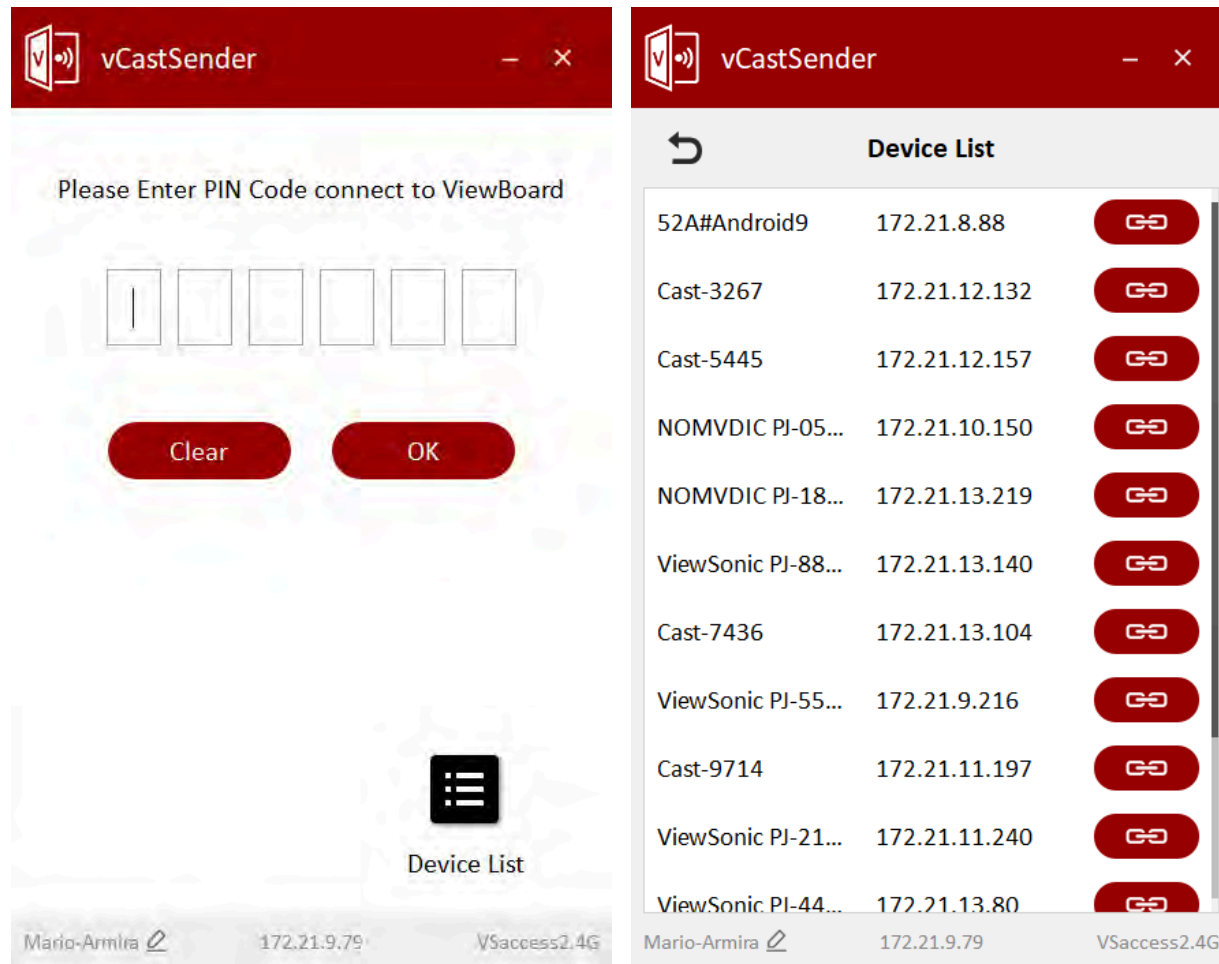 vCastSender
Please Enter PIN Code connect to ViewBoard
Clear
OK
Device List
Mario-Armira 172.21.9.79 VSaccess2.4G
vCastSender
Device List
52A#Android9 172.21.8.88
Cast-3267 172.21.12.132
Cast-5445 172.21.12.157
NOMVDIC PJ-05... 172.21.10.150
NOMVDIC PJ-18... 172.21.13.219
ViewSonic PJ-88... 172.21.13.140
Cast-7436 172.21.13.104
ViewSonic PJ-55... 172.21.9.216
Cast-9714 172.21.11.197
ViewSonic PJ-21... 172.21.11.240
ViewSonic PJ-44... 172.21.13.80
Mario-Armira 172.21.9.79 VSaccess2.4G